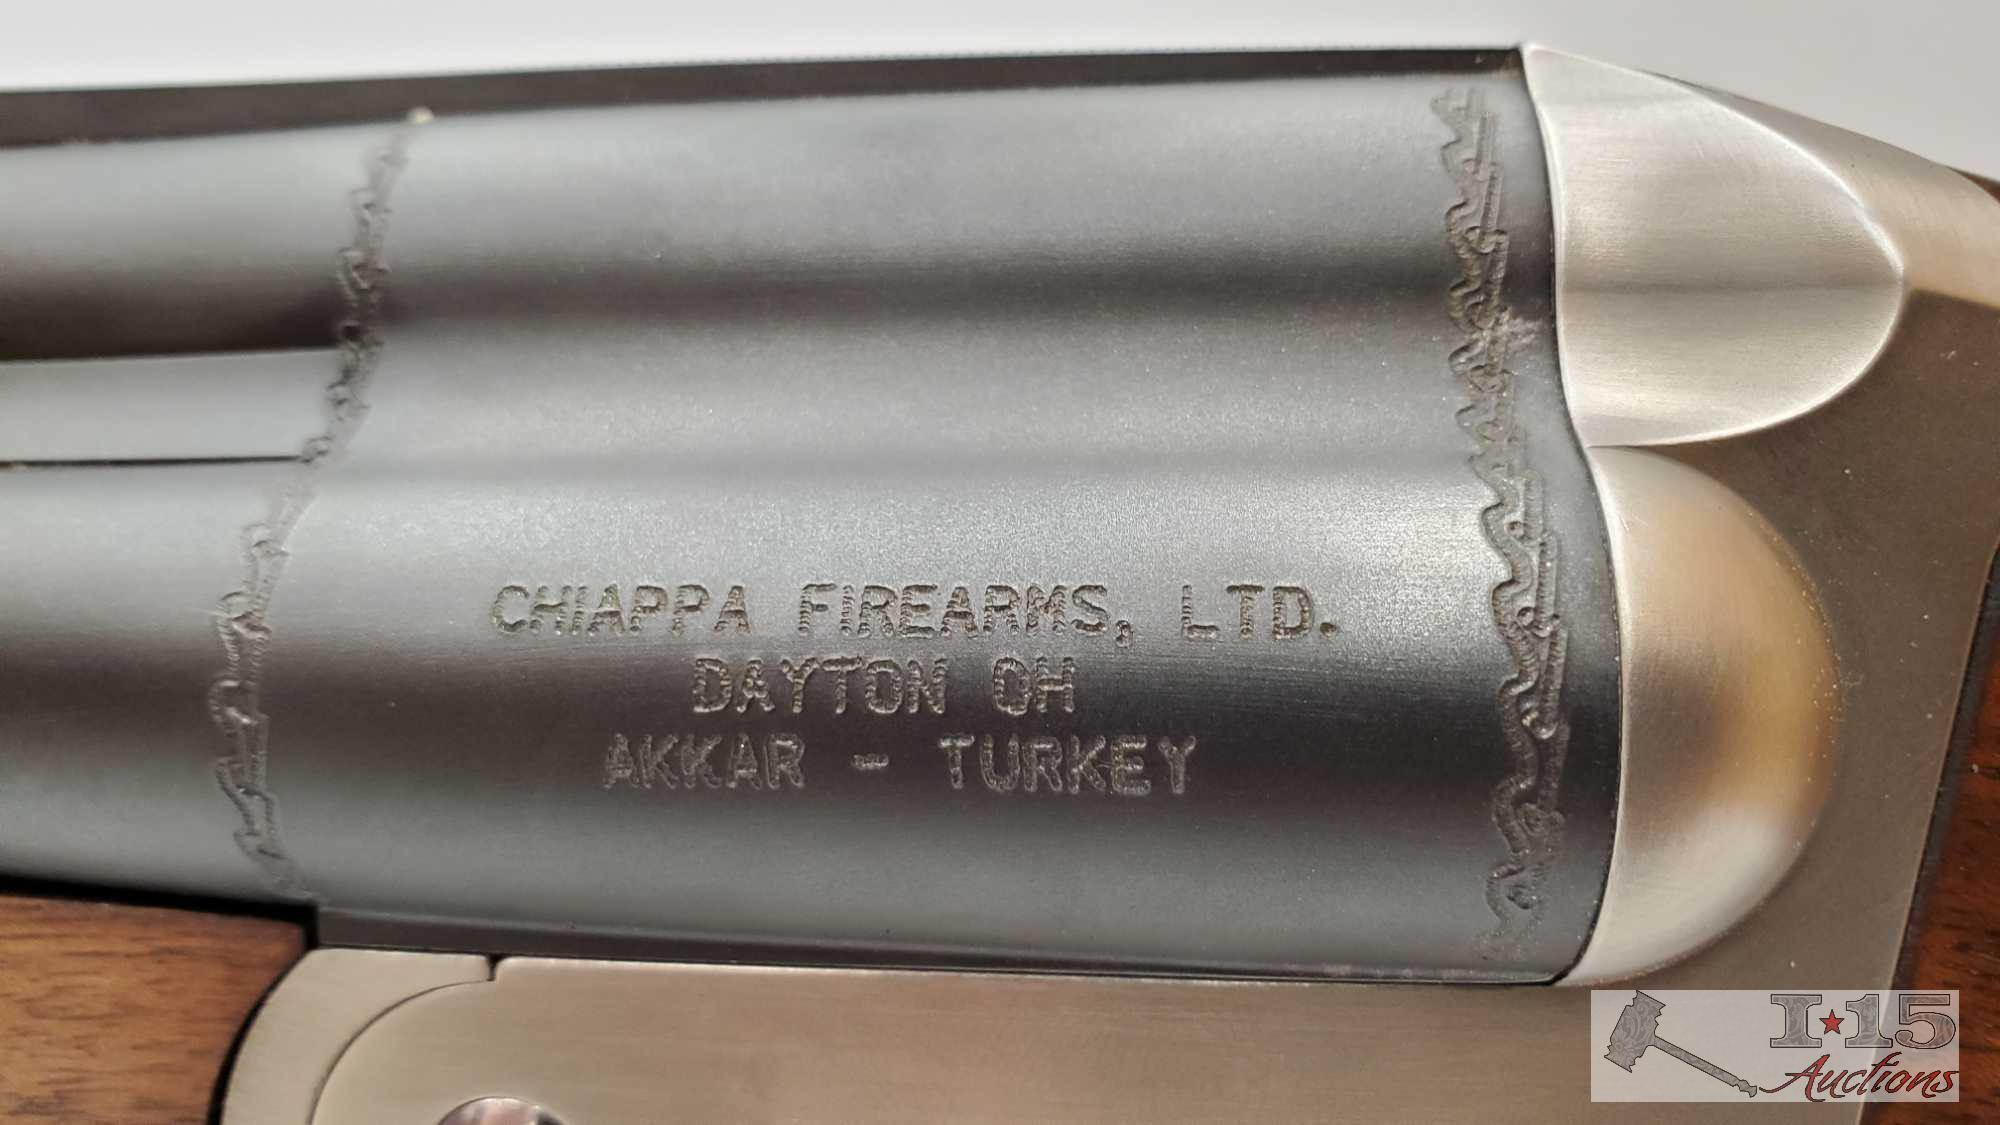 CHIAPPA FIREARMS, LTD.
DAYTON OH
AKKAR - TURKEY
I★15
Auctions